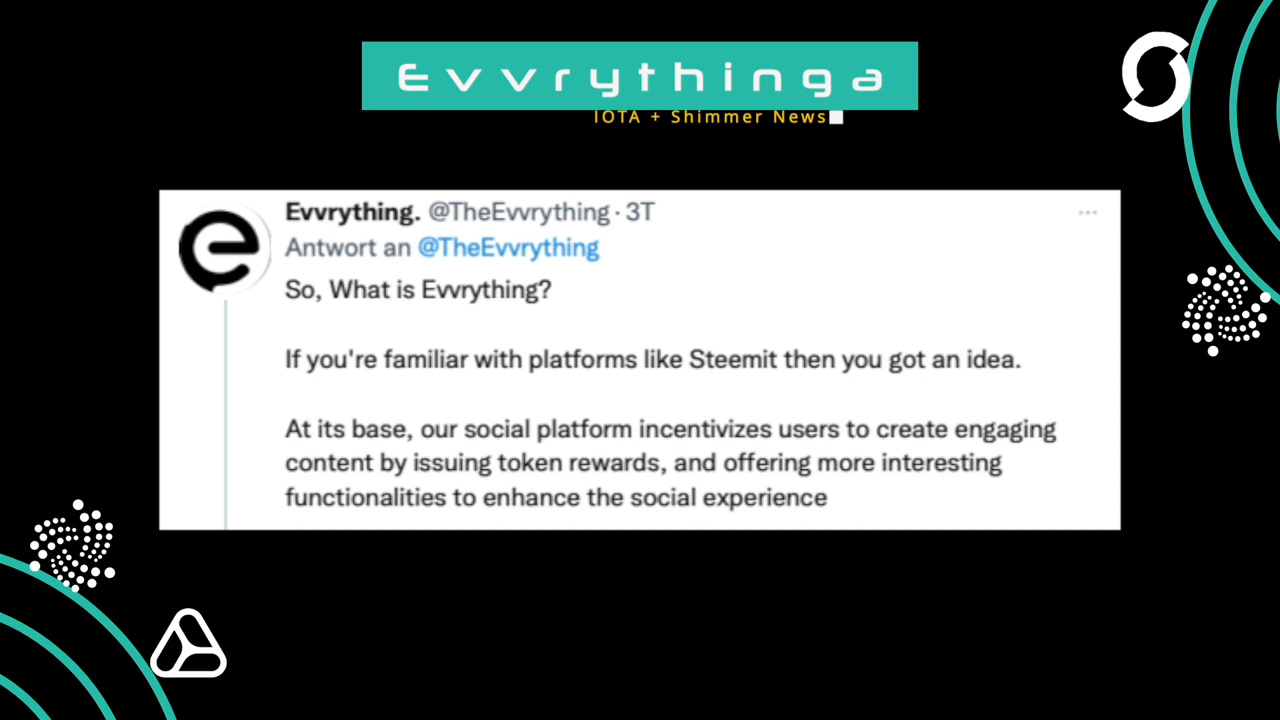 Evvrythinga
IOTA + Shimmer News
Evvrything. @TheEvvrything · 3T
Antwort an @TheEvvrything
So, What is Evvrything?
If you're familiar with platforms like Steemit then you got an idea.
At its base, our social platform incentivizes users to create engaging
content by issuing token rewards, and offering more interesting
functionalities to enhance the social experience